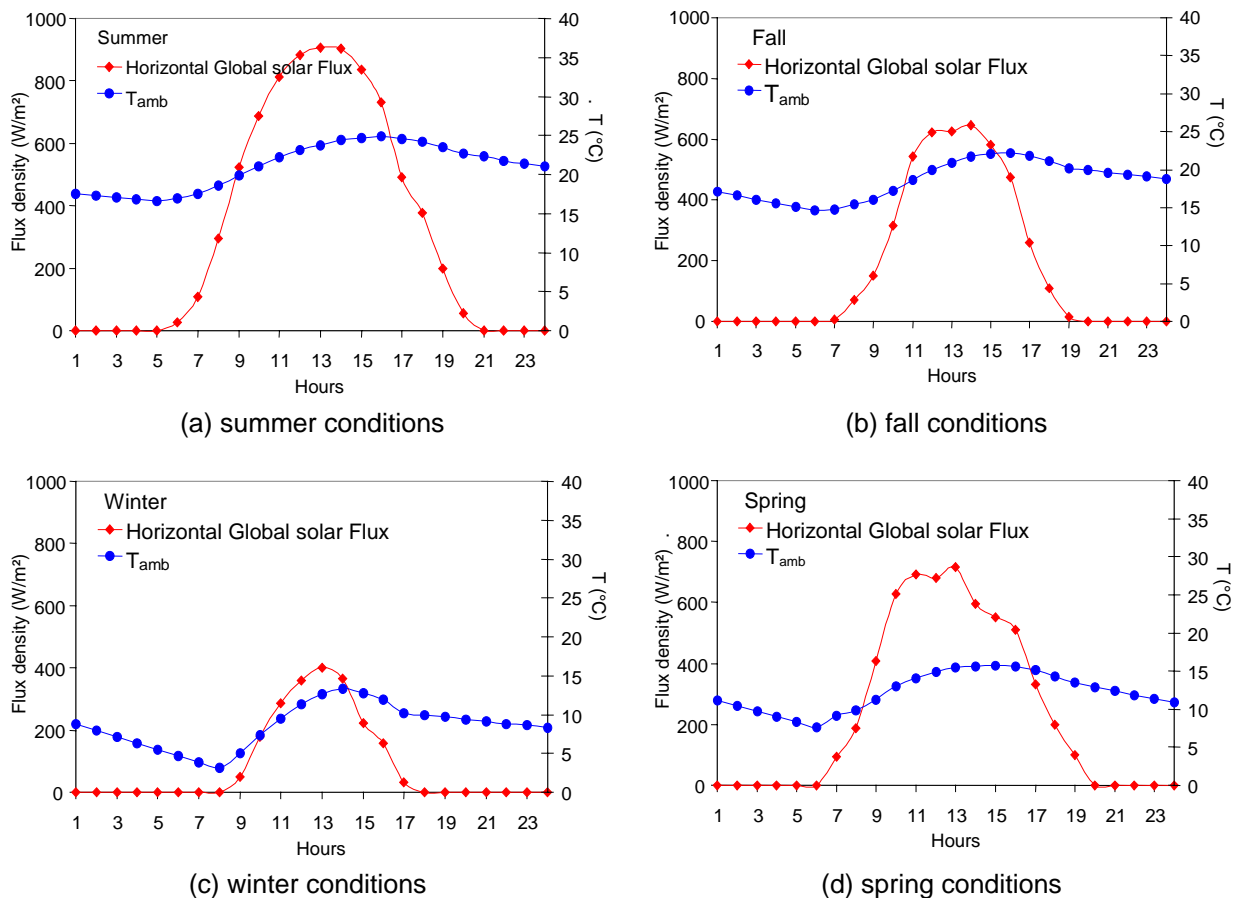 Summer
Horizontal Global solar Flux
T_amb
Flux density (W/m²)
. T (°C)
1000
800
600
400
200
0
40
35
30
25
20
15
10
5
0
1 3 5 7 9 11 13 15 17 19 21 23
Hours
(a) summer conditions
Fall
Horizontal Global solar Flux
T_amb
Flux density (W/m²)
T (°C)
1000
800
600
400
200
0
40
35
30
25
20
15
10
5
0
1 3 5 7 9 11 13 15 17 19 21 23
Hours
(b) fall conditions
Winter
Horizontal Global solar Flux
T_amb
Flux density (W/m²)
T (°C)
1000
800
600
400
200
0
40
35
30
25
20
15
10
5
0
1 3 5 7 9 11 13 15 17 19 21 23
Hours
(c) winter conditions
Spring
Horizontal Global solar Flux
T_amb
Flux density (W/m²) .
T (°C)
1000
800
600
400
200
0
40
35
30
25
20
15
10
5
0
1 3 5 7 9 11 13 15 17 19 21 23
Hours
(d) spring conditions